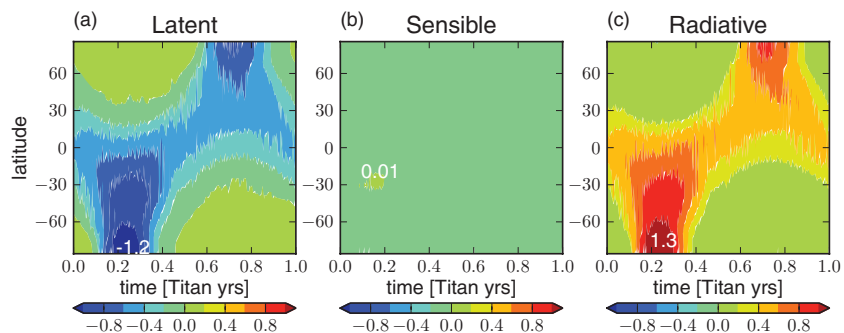 (a) Latent (b) Sensible (c) Radiative
latitude
60
30
0
−30
−60
-1.2
0.01
1.3
0.0 0.2 0.4 0.6 0.8 1.0 0.0 0.2 0.4 0.6 0.8 1.0 0.0 0.2 0.4 0.6 0.8 1.0
time [Titan yrs] time [Titan yrs] time [Titan yrs]
−0.8 −0.4 0.0 0.4 0.8 −0.8 −0.4 0.0 0.4 0.8 −0.8 −0.4 0.0 0.4 0.8